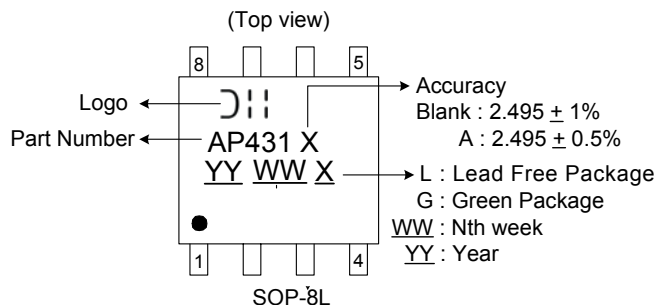 (Top view)
8 5
Logo
Part Number
AP431 X
YY WW X
Accuracy
Blank : 2.495 ± 1%
A : 2.495 ± 0.5%
L : Lead Free Package
G : Green Package
WW : Nth week
YY : Year
1 4
SOP-8L